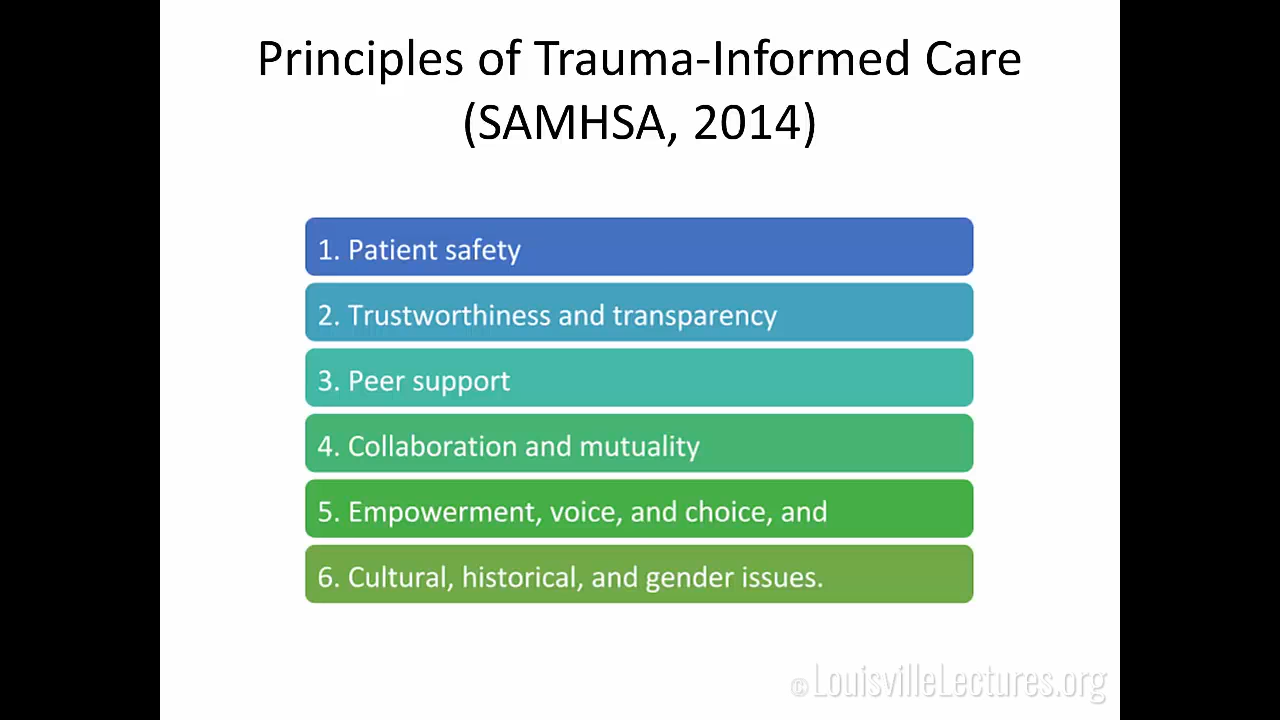 Principles of Trauma-Informed Care
(SAMHSA, 2014)
1. Patient safety
2. Trustworthiness and transparency
3. Peer support
4. Collaboration and mutuality
5. Empowerment, voice, and choice, and
6. Cultural, historical, and gender issues.
©LouisvilleLectures.org